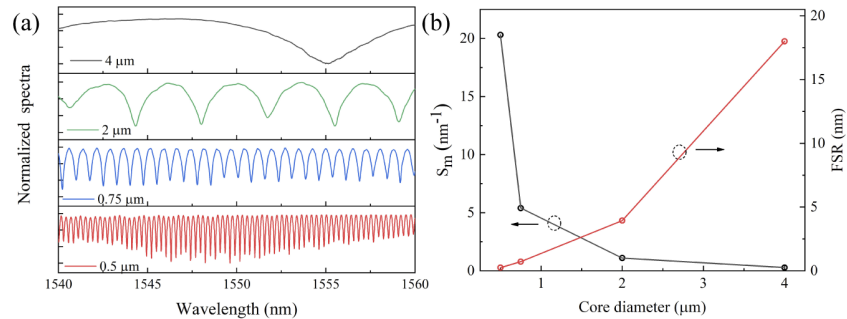 (a)
Normalized spectra
4 μm
2 μm
0.75 μm
0.5 μm
1540 1545 1550 1555 1560
Wavelength (nm)
(b)
20
15
10
5
0
Sm (nm-1)
20
15
10
5
0
FSR (nm)
1 2 3 4
Core diameter (μm)